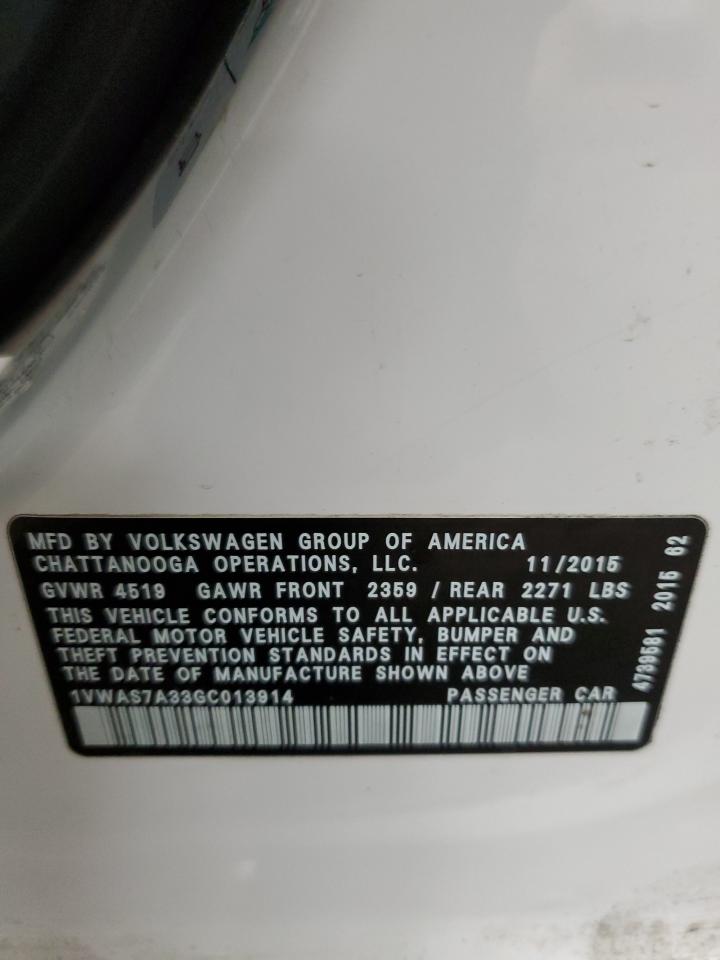 MFD BY VOLKSWAGEN GROUP OF AMERICA
CHATTANOOGA OPERATIONS, LLC. 11/2015
GVWR 4519 GAWR FRONT 2359 / REAR 2271 LBS
THIS VEHICLE CONFORMS TO ALL APPLICABLE U.S.
FEDERAL MOTOR VEHICLE SAFETY, BUMPER AND
THEFT PREVENTION STANDARDS IN EFFECT ON
THE DATE OF MANUFACTURE SHOWN ABOVE
1VWAS7A33GC013914 PASSENGER CAR
4739581 2015 62